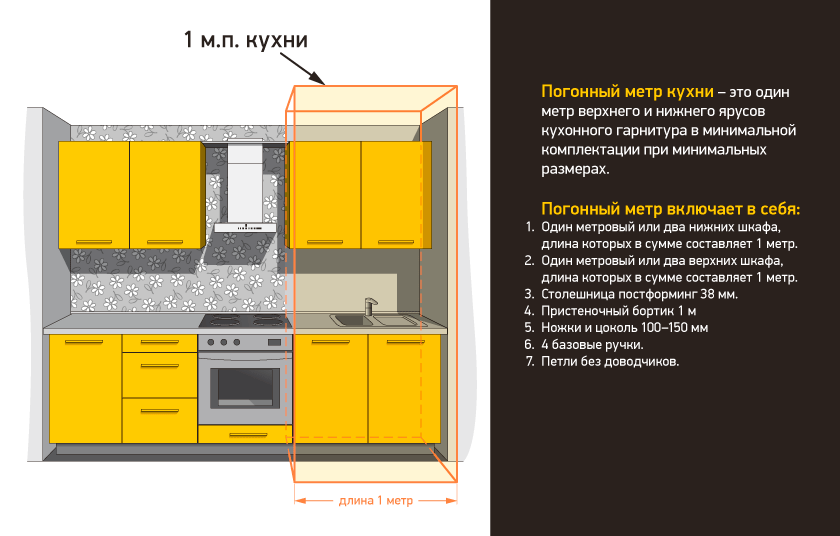 1 м.п. кухни
длина 1 метр
Погонный метр кухни – это один
метр верхнего и нижнего ярусов
кухонного гарнитура в минимальной
комплектации при минимальных
размерах.
Погонный метр включает в себя:
1. Один метровый или два нижних шкафа,
длина которых в сумме составляет 1 метр.
2. Один метровый или два верхних шкафа,
длина которых в сумме составляет 1 метр.
3. Столешница постформинг 38 мм.
4. Пристеночный бортик 1 м
5. Ножки и цоколь 100–150 мм
6. 4 базовые ручки.
7. Петли без доводчиков.